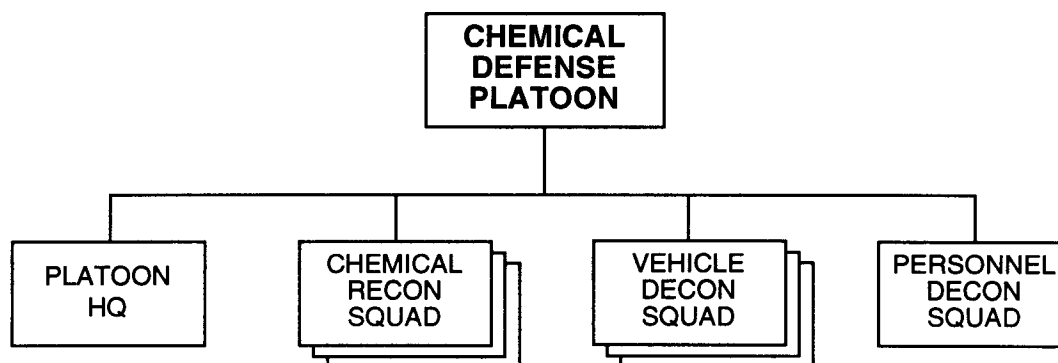 CHEMICAL
DEFENSE
PLATOON
PLATOON
HQ
CHEMICAL
RECON
SQUAD
VEHICLE
DECON
SQUAD
PERSONNEL
DECON
SQUAD